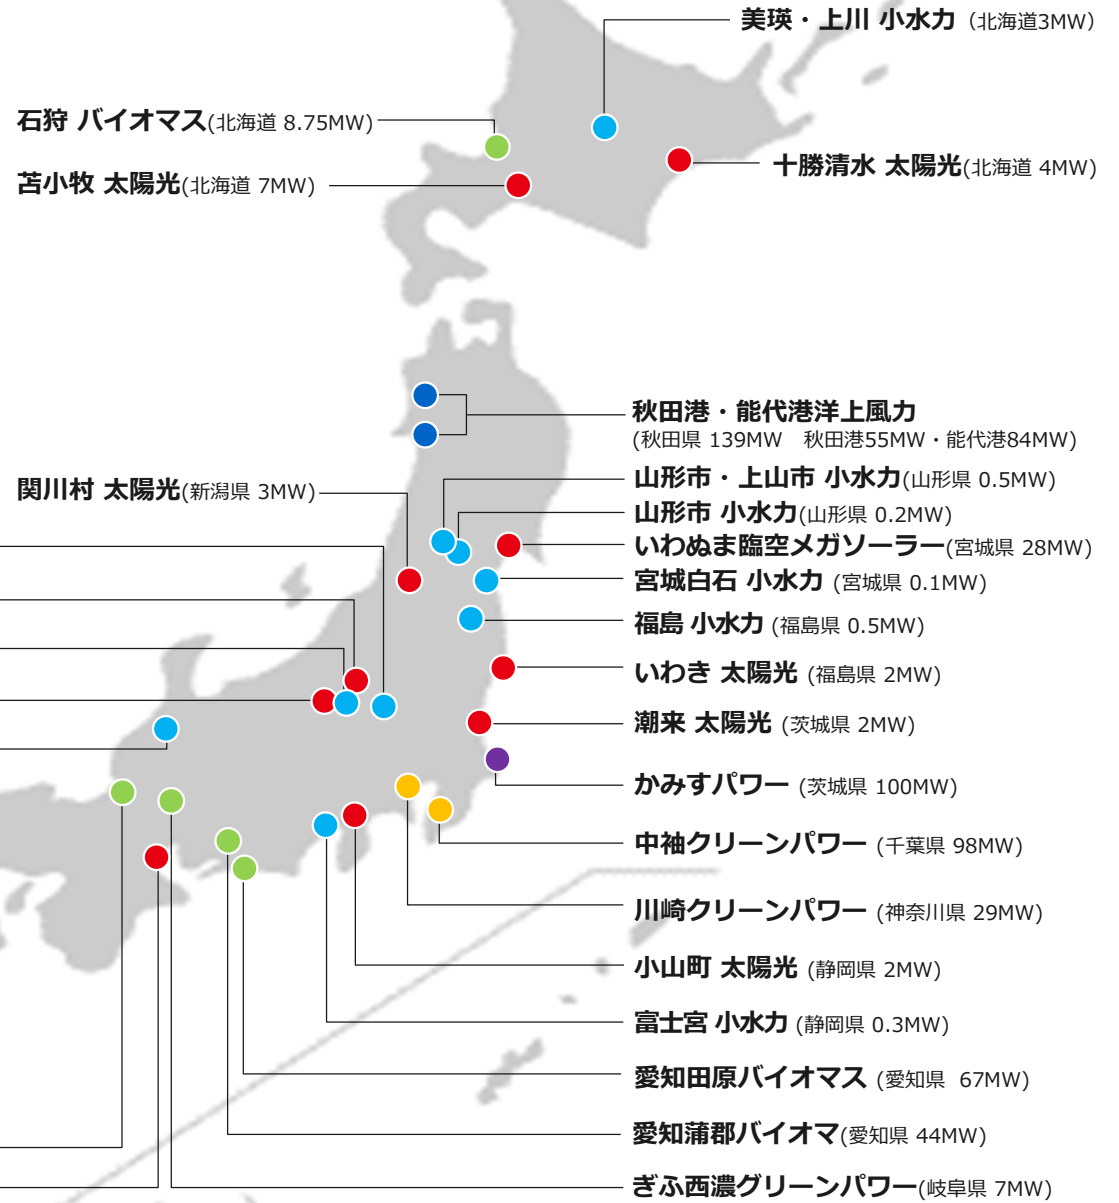 美瑛・上川 小水力（北海道3MW）
石狩 バイオマス(北海道 8.75MW)
十勝清水 太陽光(北海道 4MW)
苫小牧 太陽光(北海道 7MW)
秋田港・能代港洋上風力
(秋田県 139MW　秋田港55MW・能代港84MW)
山形市・上山市 小水力(山形県 0.5MW)
関川村 太陽光(新潟県 3MW)
山形市 小水力(山形県 0.2MW)
いわぬま臨空メガソーラー(宮城県 28MW)
宮城白石 小水力 (宮城県 0.1MW)
福島 小水力 (福島県 0.5MW)
いわき 太陽光 (福島県 2MW)
潮来 太陽光 (茨城県 2MW)
かみすパワー (茨城県 100MW)
中袖クリーンパワー (千葉県 98MW)
川崎クリーンパワー (神奈川県 29MW)
小山町 太陽光 (静岡県 2MW)
富士宮 小水力 (静岡県 0.3MW)
愛知田原バイオマス (愛知県  67MW)
愛知蒲郡バイオマ(愛知県 44MW)
ぎふ西濃グリーンパワー(岐阜県 7MW)